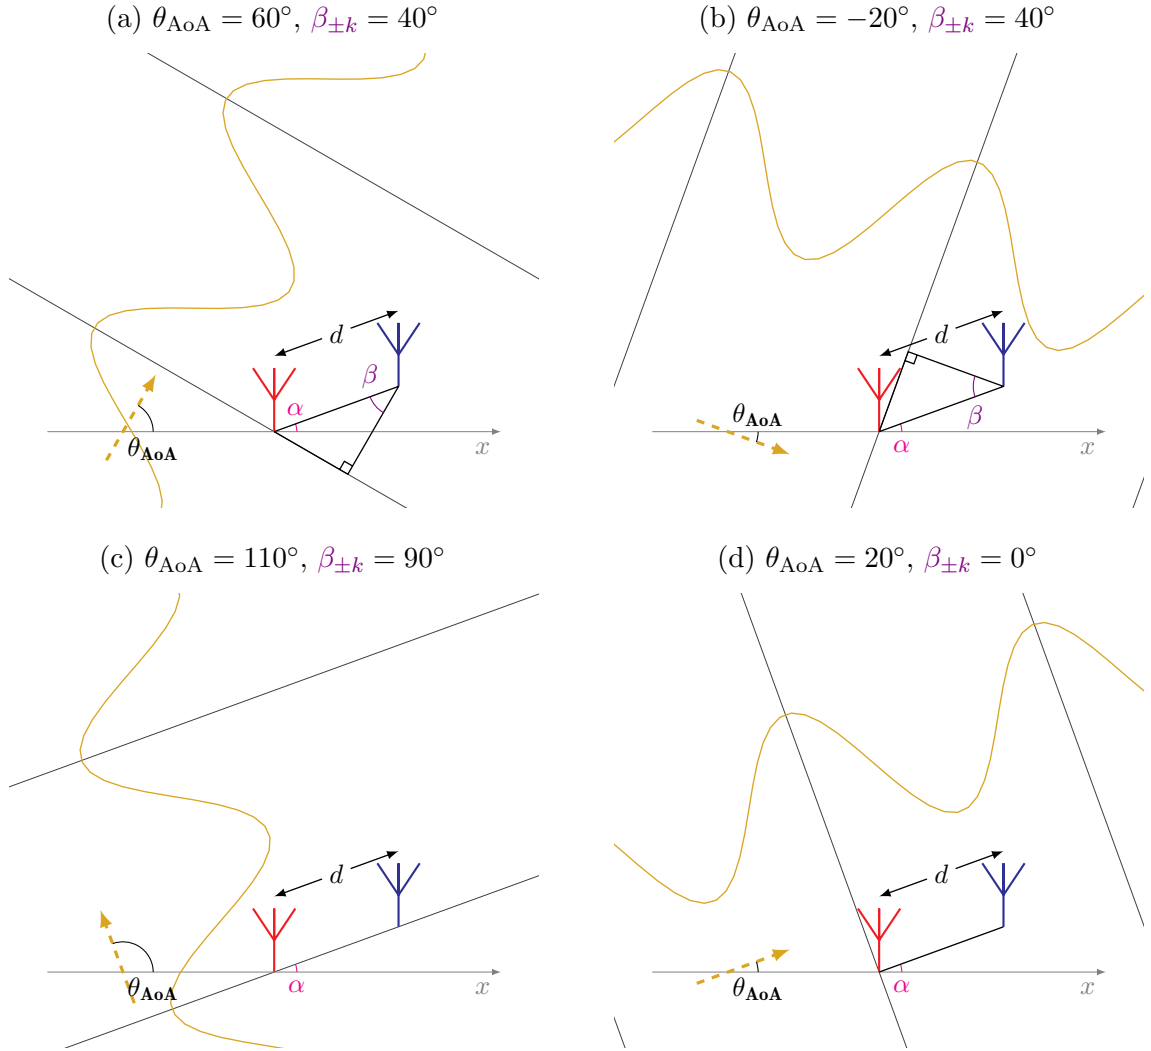 (a) θ_AoA = 60°, β_±k = 40°
(b) θ_AoA = −20°, β_±k = 40°
d
β
α
θ_AoA
x
d
θ_AoA
β
α
x
(c) θ_AoA = 110°, β_±k = 90°
(d) θ_AoA = 20°, β_±k = 0°
d
θ_AoA
α
x
d
θ_AoA
α
x